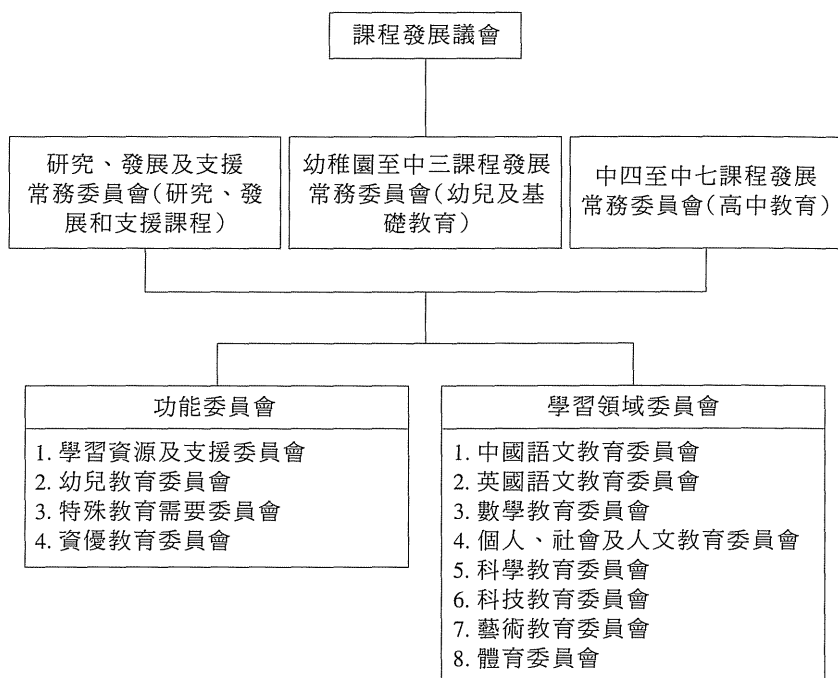 課程發展議會
研究、發展及支援
常務委員會(研究、發
展和支援課程)
幼稚園至中三課程發展
常務委員會(幼兒及基
礎教育)
中四至中七課程發展
常務委員會(高中教育)
功能委員會
1. 學習資源及支援委員會
2. 幼兒教育委員會
3. 特殊教育需要委員會
4. 資優教育委員會
學習領域委員會
1. 中國語文教育委員會
2. 英國語文教育委員會
3. 數學教育委員會
4. 個人、社會及人文教育委員會
5. 科學教育委員會
6. 科技教育委員會
7. 藝術教育委員會
8. 體育委員會